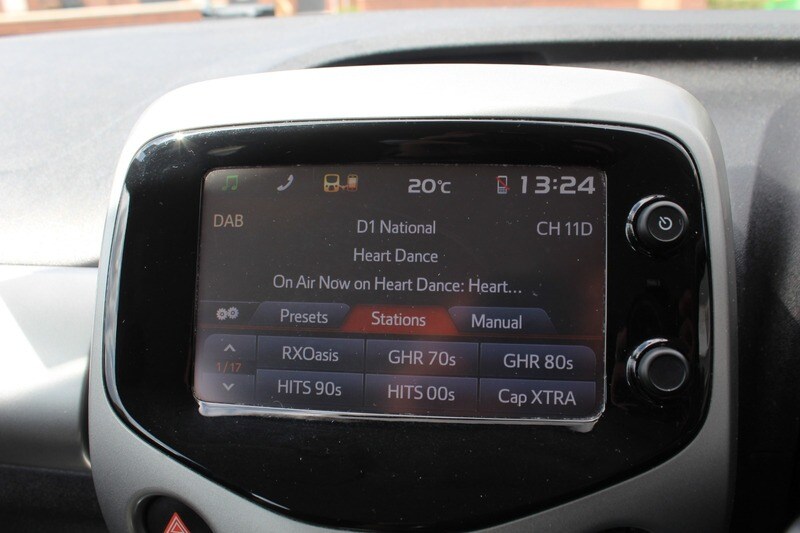 20°C 13:24
DAB D1 National CH 11D
Heart Dance
On Air Now on Heart Dance: Heart...
Presets Stations Manual
RXOasis GHR 70s GHR 80s
1/17
HITS 90s HITS 00s Cap XTRA